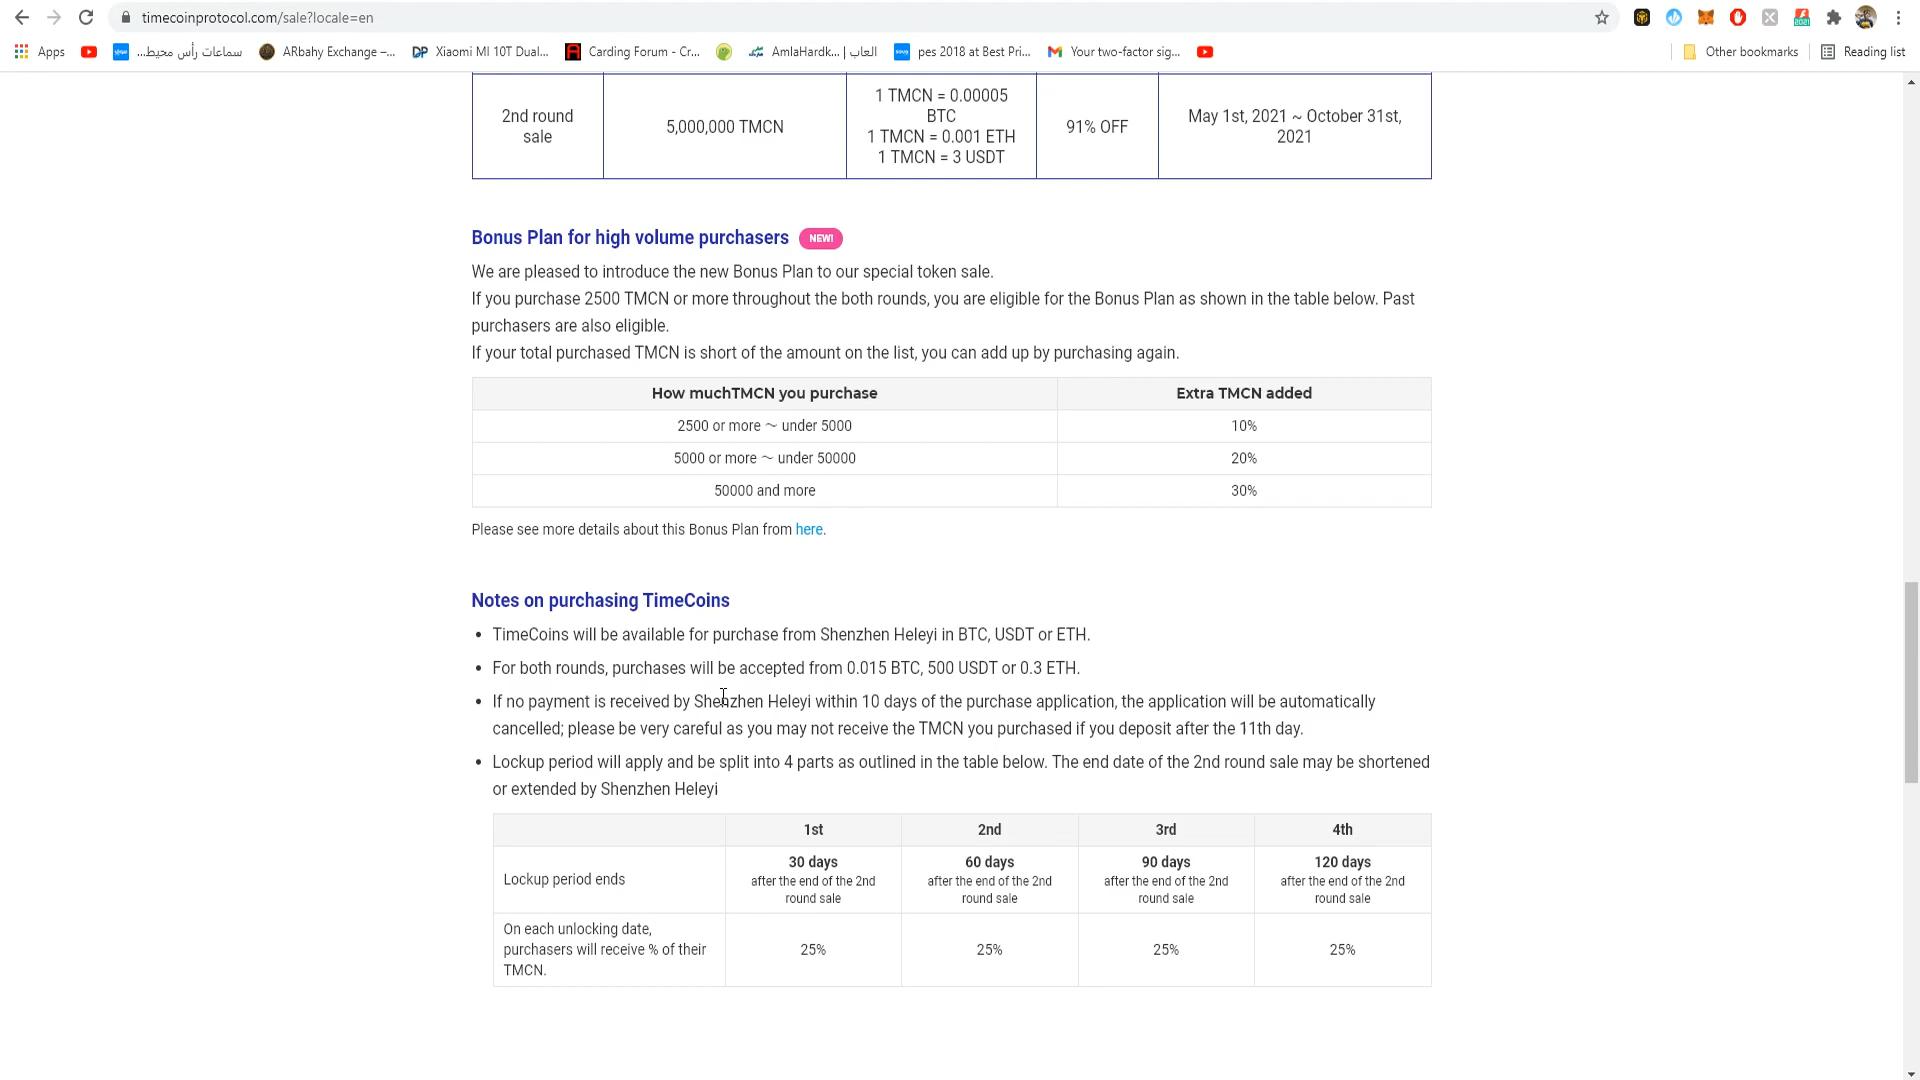 timecoinprotocol.com/sale?locale=en
Apps
سماعات رأس محيط...
ARbahy Exchange –...
DP Xiaomi MI 10T Dual...
Carding Forum - Cr...
AmlaHardk... | العاب
pes 2018 at Best Pri...
Your two-factor sig...
Other bookmarks
Reading list
2nd round
sale
5,000,000 TMCN
1 TMCN = 0.00005
BTC
1 TMCN = 0.001 ETH
1 TMCN = 3 USDT
91% OFF
May 1st, 2021 ~ October 31st,
2021
Bonus Plan for high volume purchasers NEW!
We are pleased to introduce the new Bonus Plan to our special token sale.
If you purchase 2500 TMCN or more throughout the both rounds, you are eligible for the Bonus Plan as shown in the table below. Past
purchasers are also eligible.
If your total purchased TMCN is short of the amount on the list, you can add up by purchasing again.
How muchTMCN you purchase Extra TMCN added
2500 or more ～ under 5000 10%
5000 or more ～ under 50000 20%
50000 and more 30%
Please see more details about this Bonus Plan from here.
Notes on purchasing TimeCoins
• TimeCoins will be available for purchase from Shenzhen Heleyi in BTC, USDT or ETH.
• For both rounds, purchases will be accepted from 0.015 BTC, 500 USDT or 0.3 ETH.
• If no payment is received by Shenzhen Heleyi within 10 days of the purchase application, the application will be automatically
cancelled; please be very careful as you may not receive the TMCN you purchased if you deposit after the 11th day.
• Lockup period will apply and be split into 4 parts as outlined in the table below. The end date of the 2nd round sale may be shortened
or extended by Shenzhen Heleyi
1st 2nd 3rd 4th
Lockup period ends
30 days
after the end of the 2nd
round sale
60 days
after the end of the 2nd
round sale
90 days
after the end of the 2nd
round sale
120 days
after the end of the 2nd
round sale
On each unlocking date,
purchasers will receive % of their
TMCN.
25% 25% 25% 25%